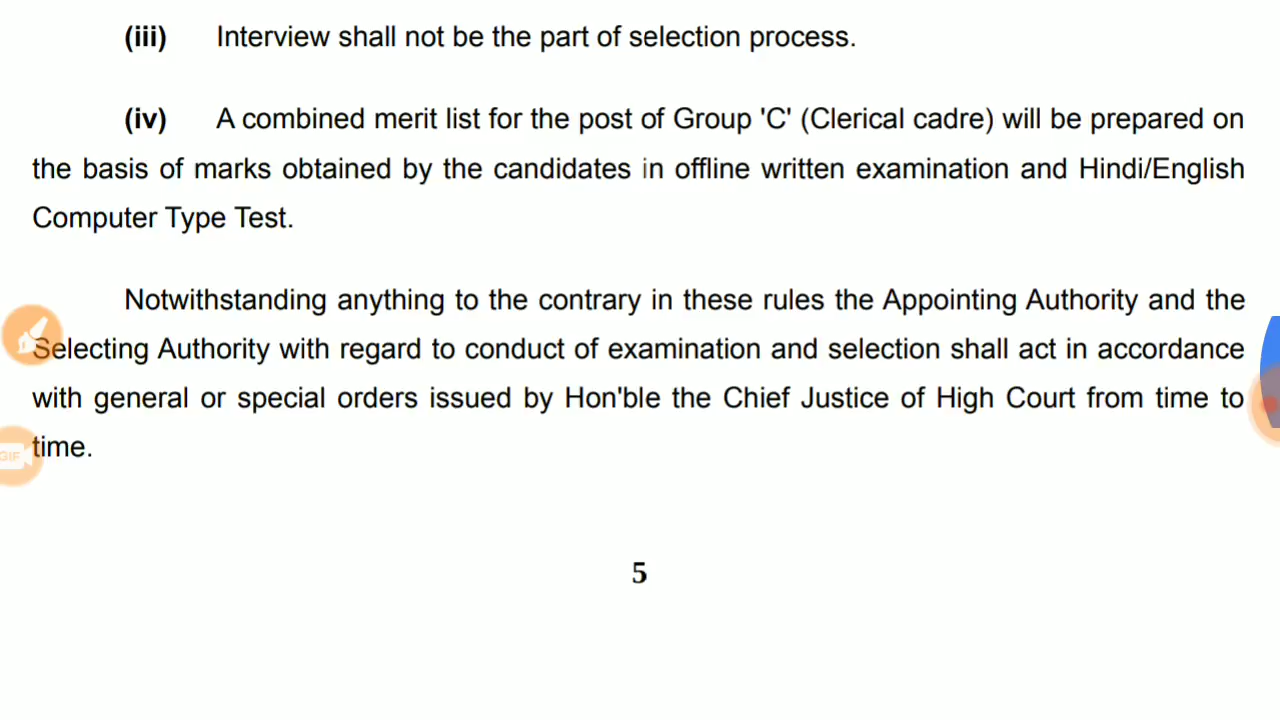 (iii) Interview shall not be the part of selection process.
(iv) A combined merit list for the post of Group 'C' (Clerical cadre) will be prepared on
the basis of marks obtained by the candidates in offline written examination and Hindi/English
Computer Type Test.
Notwithstanding anything to the contrary in these rules the Appointing Authority and the
Selecting Authority with regard to conduct of examination and selection shall act in accordance
with general or special orders issued by Hon'ble the Chief Justice of High Court from time to
GIF time.
5